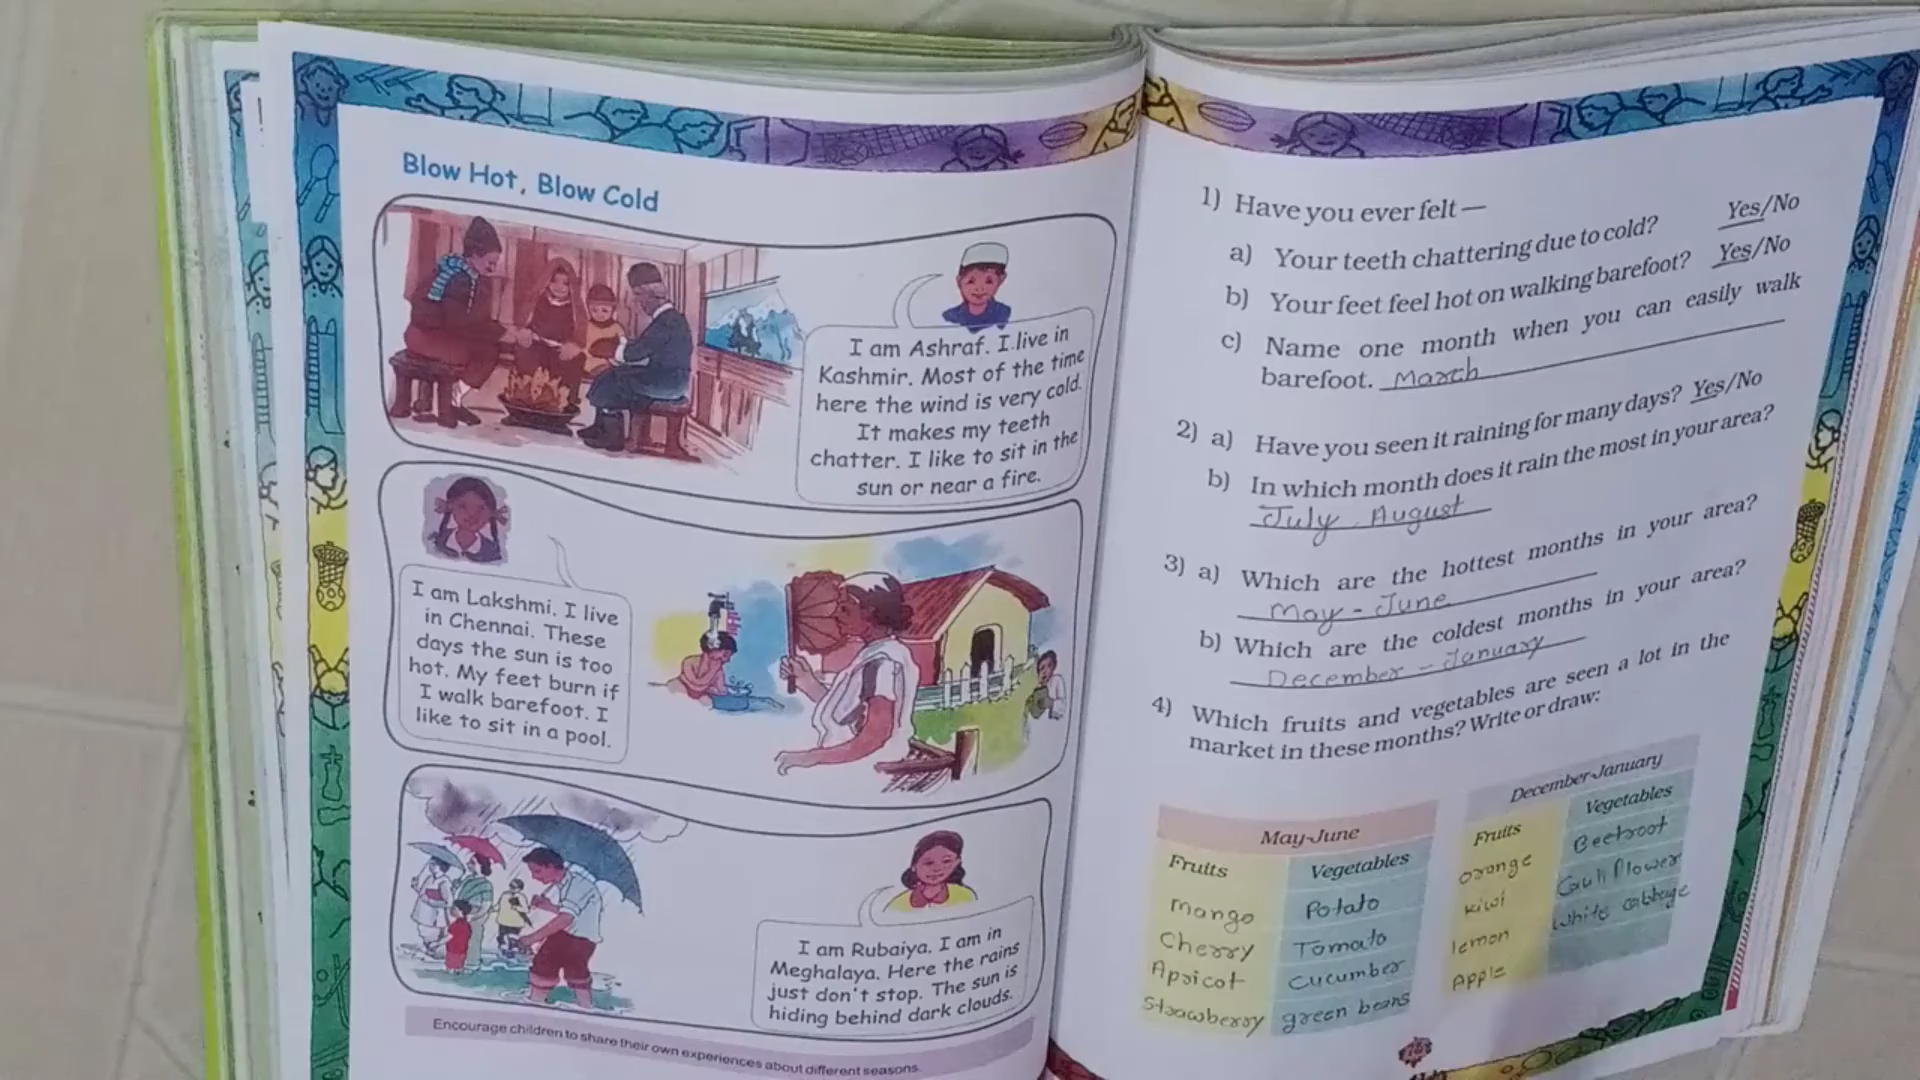 Blow Hot, Blow Cold
I am Ashraf. I live in
Kashmir. Most of the time
here the wind is very cold.
It makes my teeth
chatter. I like to sit in the
sun or near a fire.
I am Lakshmi. I live
in Chennai. These
days the sun is too
hot. My feet burn if
I walk barefoot. I
like to sit in a pool.
I am Rubaiya. I am in
Meghalaya. Here the rains
just don't stop. The sun is
hiding behind dark clouds.
Encourage children to share their own experiences about different seasons.
1) Have you ever felt —
a) Your teeth chattering due to cold? Yes/No
b) Your feet feel hot on walking barefoot? Yes/No
c) Name one month when you can easily walk
barefoot. March
2) a) Have you seen it raining for many days? Yes/No
b) In which month does it rain the most in your area?
July, August
3) a) Which are the hottest months in your area?
May - June
b) Which are the coldest months in your area?
December - January
4) Which fruits and vegetables are seen a lot in the
market in these months? Write or draw:
May-June
Fruits Vegetables
mango Potato
Cherry Tomato
Apricot Cucumber
Strawberry green beans
December-January
Fruits Vegetables
orange Beetroot
kiwi Cauliflower
lemon White cabbage
Apple